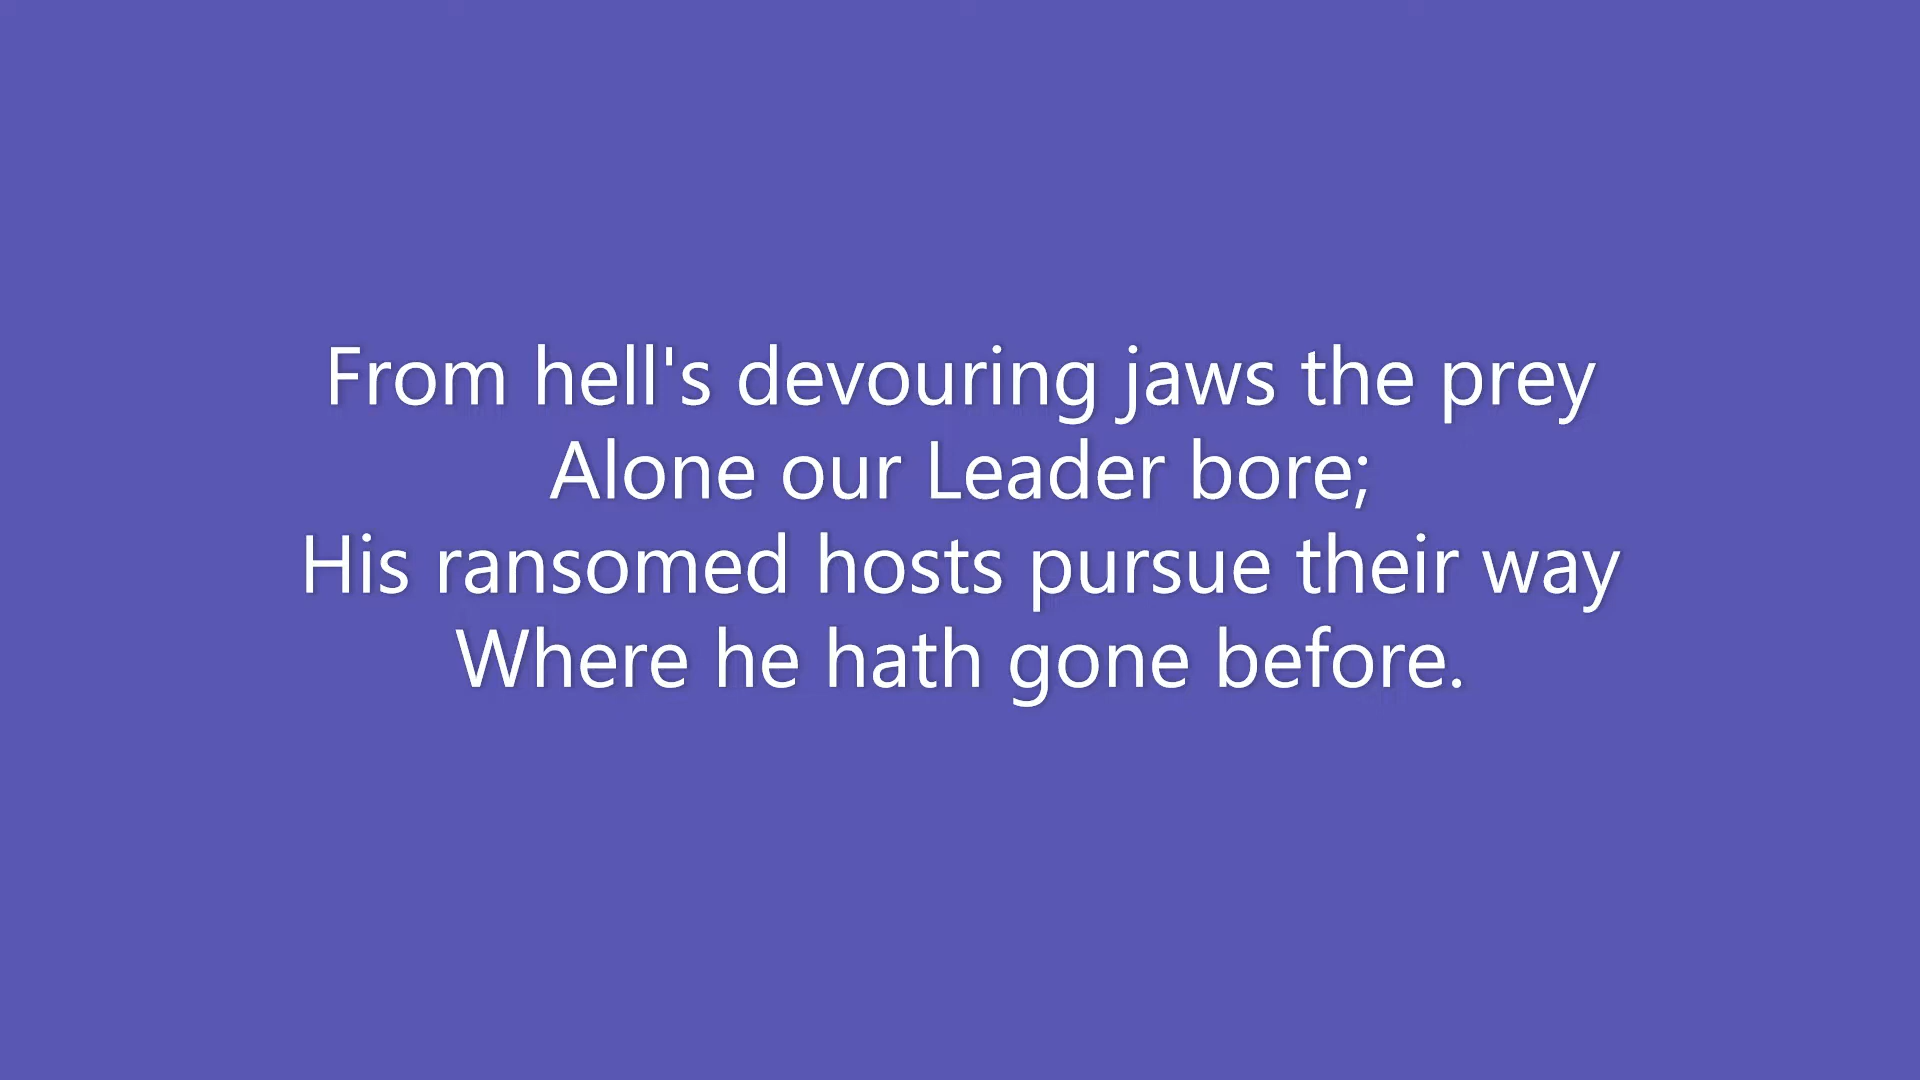 From hell's devouring jaws the prey
Alone our Leader bore;
His ransomed hosts pursue their way
Where he hath gone before.